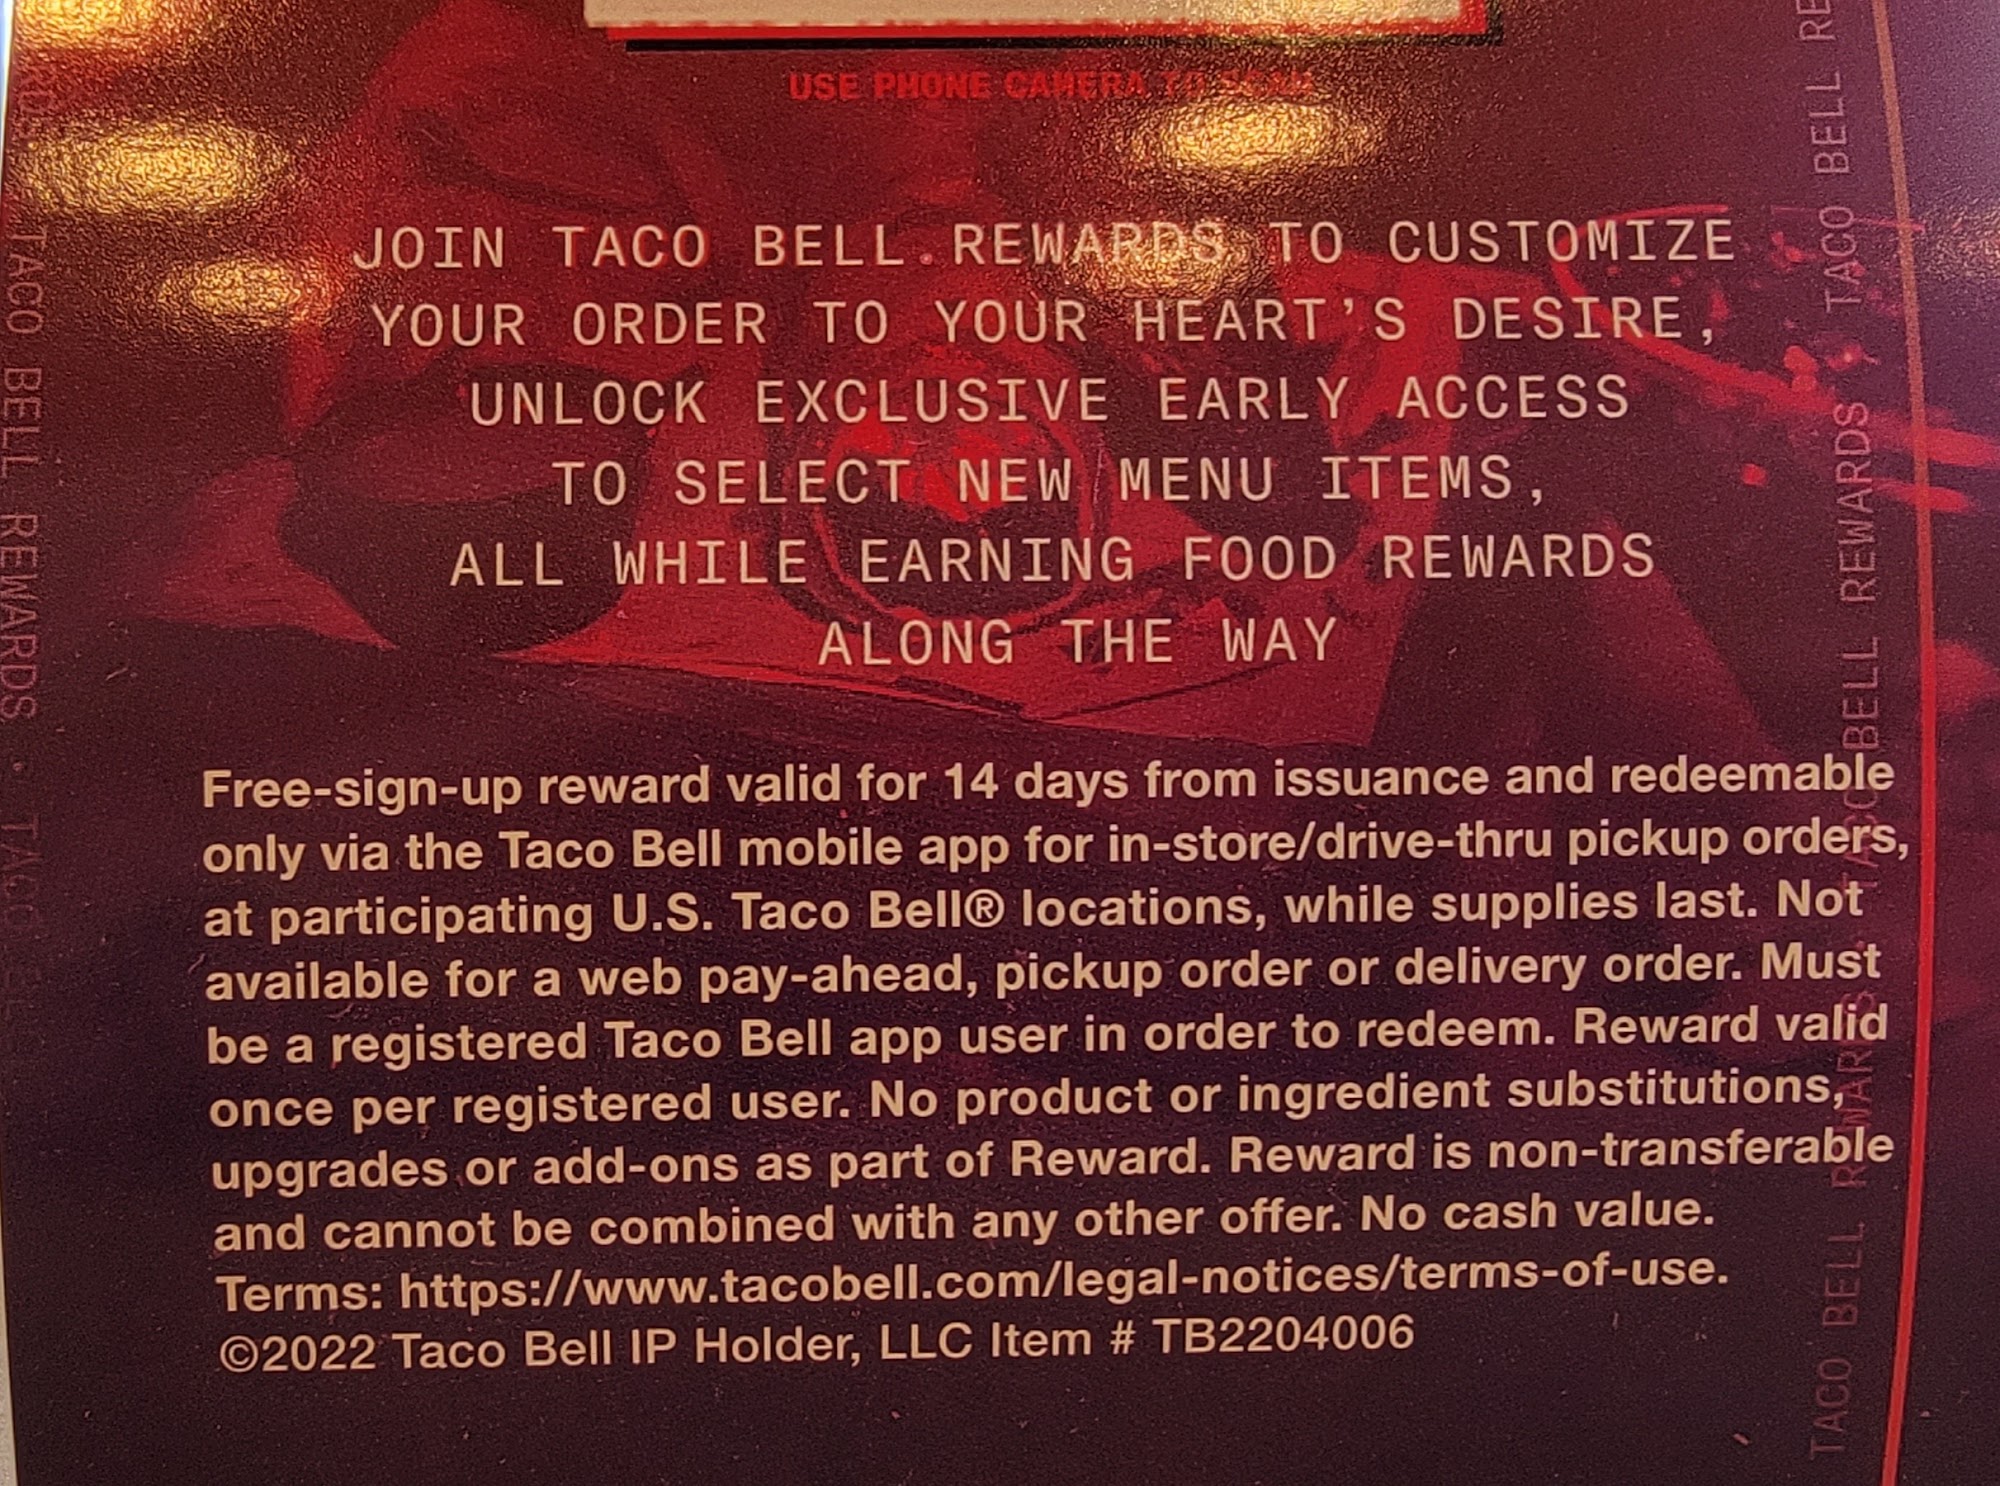 USE PHONE CAMERA TO SCAN
JOIN TACO BELL REWARDS TO CUSTOMIZE
YOUR ORDER TO YOUR HEART'S DESIRE,
UNLOCK EXCLUSIVE EARLY ACCESS
TO SELECT NEW MENU ITEMS,
ALL WHILE EARNING FOOD REWARDS
ALONG THE WAY
Free-sign-up reward valid for 14 days from issuance and redeemable
only via the Taco Bell mobile app for in-store/drive-thru pickup orders,
at participating U.S. Taco Bell® locations, while supplies last. Not
available for a web pay-ahead, pickup order or delivery order. Must
be a registered Taco Bell app user in order to redeem. Reward valid
once per registered user. No product or ingredient substitutions,
upgrades or add-ons as part of Reward. Reward is non-transferable
and cannot be combined with any other offer. No cash value.
Terms: https://www.tacobell.com/legal-notices/terms-of-use.
©2022 Taco Bell IP Holder, LLC Item # TB2204006
TACO BELL REWARDS · TACO
TACO BELL REWARDS TACO BELL REWARDS TACO BELL